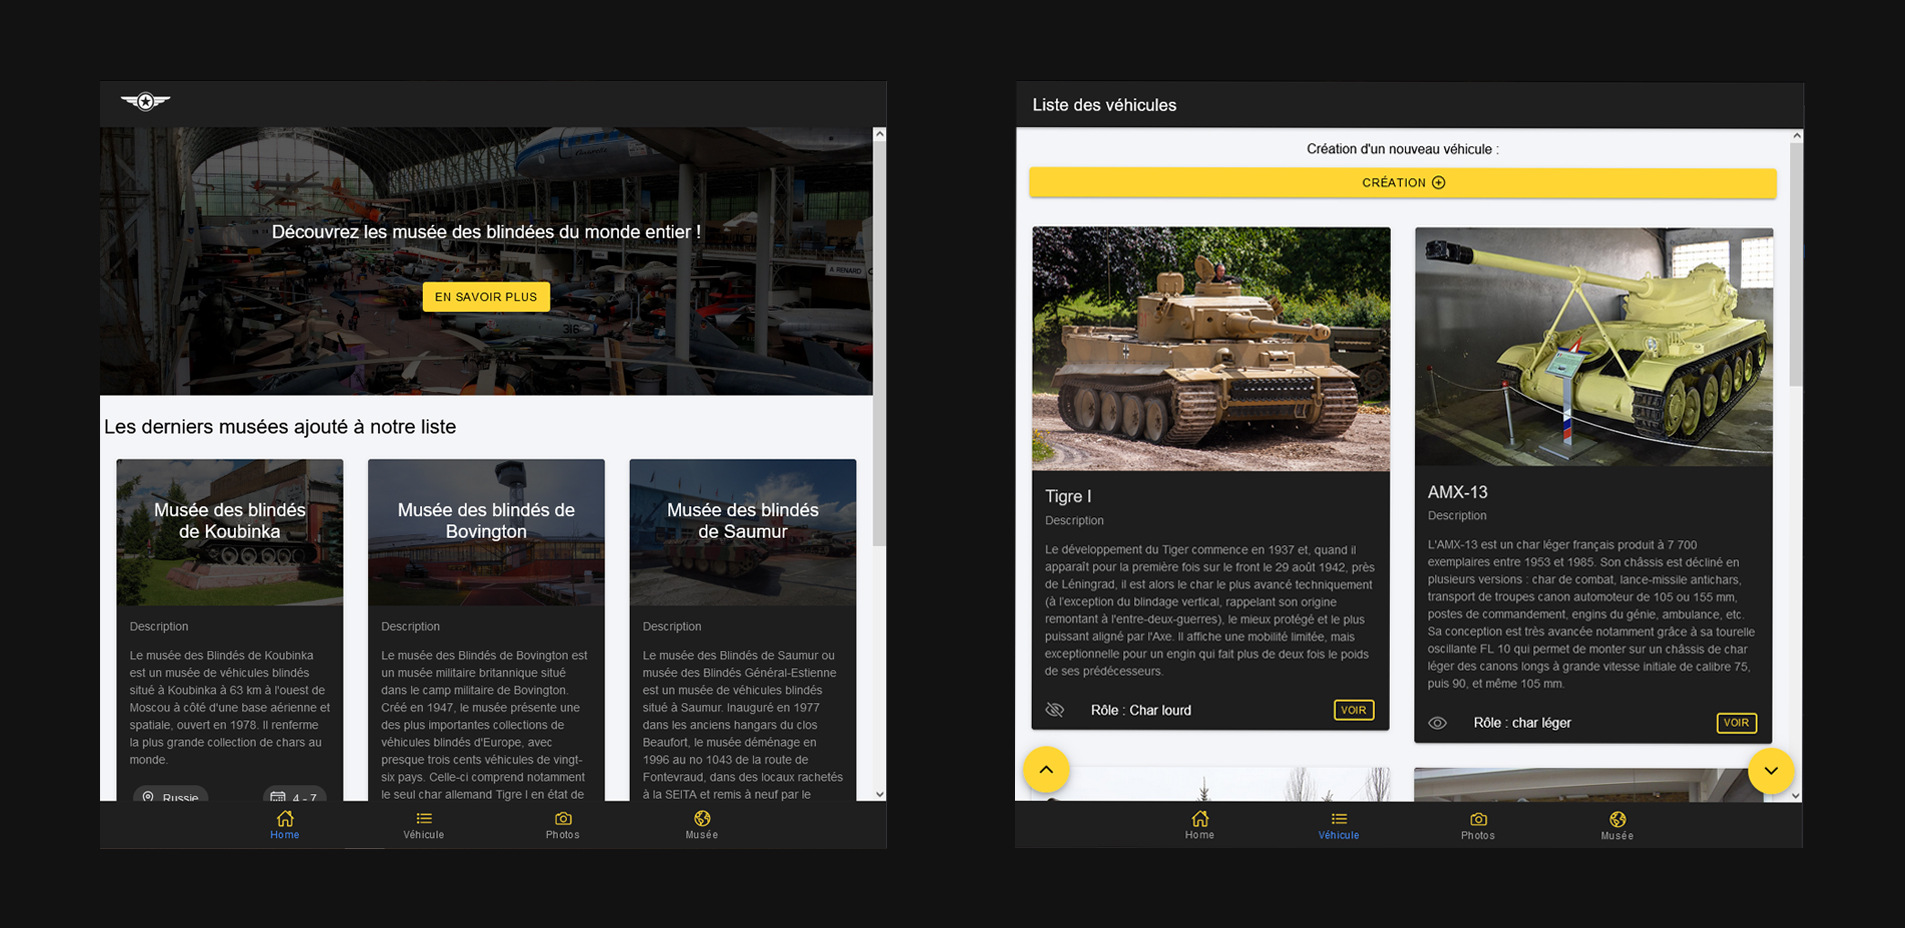 Découvrez les musée des blindées du monde entier !
EN SAVOIR PLUS
A. RENARD
316
Les derniers musées ajouté à notre liste
Musée des blindés
de Koubinka
Description
Le musée des Blindés de Koubinka
est un musée de véhicules blindés
situé à Koubinka à 63 km à l'ouest de
Moscou à côté d'une base aérienne et
spatiale, ouvert en 1978. Il renferme
la plus grande collection de chars au
monde.
Russie
4 - 7
Musée des blindés de
Bovington
Description
Le musée des Blindés de Bovington est
un musée militaire britannique situé
dans le camp militaire de Bovington.
Créé en 1947, le musée présente une
des plus importantes collections de
véhicules blindés d'Europe, avec
presque trois cents véhicules de vingt-
six pays. Celle-ci comprend notamment
le seul char allemand Tigre I en état de
Musée des blindés
de Saumur
Description
Le musée des Blindés de Saumur ou
musée des Blindés Général-Estienne
est un musée de véhicules blindés
situé à Saumur. Inauguré en 1977
dans les anciens hangars du clos
Beaufort, le musée déménage en
1996 au no 1043 de la route de
Fontevraud, dans des locaux rachetés
à la SEITA et remis à neuf par le
Home
Véhicule
Photos
Musée
Liste des véhicules
Création d'un nouveau véhicule :
CRÉATION
Tigre I
Description
Le développement du Tiger commence en 1937 et, quand il
apparaît pour la première fois sur le front le 29 août 1942, près
de Léningrad, il est alors le char le plus avancé techniquement
(à l'exception du blindage vertical, rappelant son origine
remontant à l'entre-deux-guerres), le mieux protégé et le plus
puissant aligné par l'Axe. Il affiche une mobilité limitée, mais
exceptionnelle pour un engin qui fait plus de deux fois le poids
de ses prédécesseurs.
Rôle : Char lourd
VOIR
AMX-13
Description
L'AMX-13 est un char léger français produit à 7 700
exemplaires entre 1953 et 1985. Son châssis est décliné en
plusieurs versions : char de combat, lance-missile antichars,
transport de troupes canon automoteur de 105 ou 155 mm,
postes de commandement, engins du génie, ambulance, etc.
Sa conception est très avancée notamment grâce à sa tourelle
oscillante FL 10 qui permet de monter sur un châssis de char
léger des canons longs à grande vitesse initiale de calibre 75,
puis 90, et même 105 mm.
Rôle : char léger
VOIR
Home
Véhicule
Photos
Musée